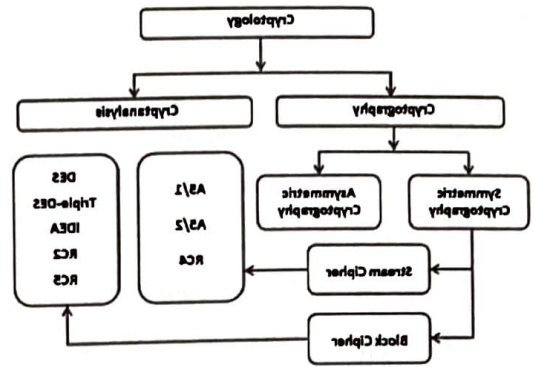 Cryptology
Cryptography
Cryptanalysis
Symmetric
Cryptography
Asymmetric
Cryptography
Stream Cipher
Block Cipher
A5/1
A5/2
RC4
DES
Triple-DES
IDEA
RC2
RC5